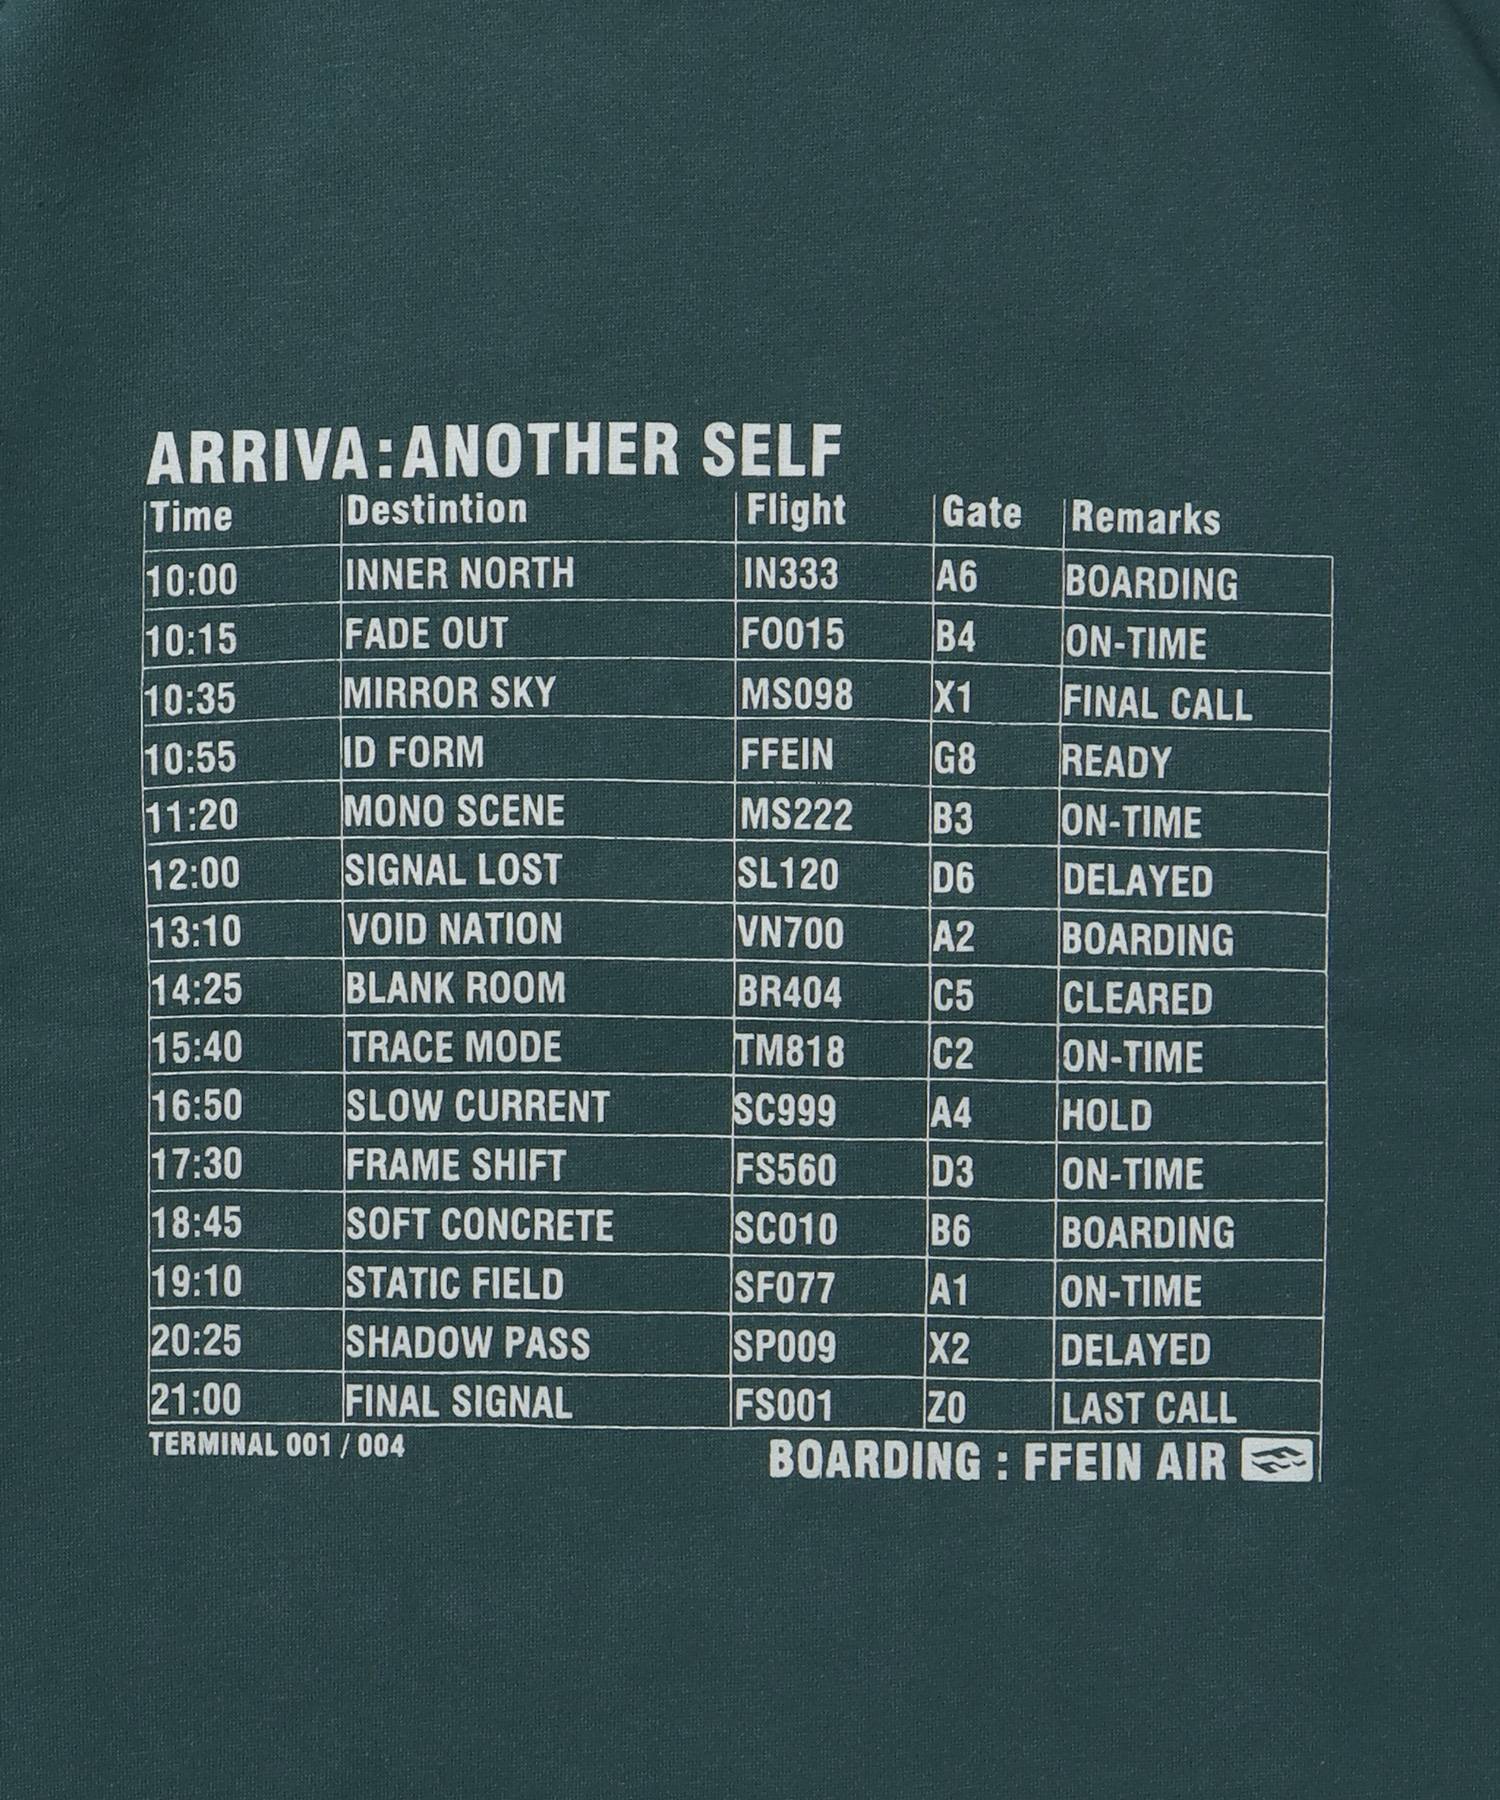 ARRIVA:ANOTHER SELF
Time Destintion Flight Gate Remarks
10:00 INNER NORTH IN333 A6 BOARDING
10:15 FADE OUT FO015 B4 ON-TIME
10:35 MIRROR SKY MS098 X1 FINAL CALL
10:55 ID FORM FFEIN G8 READY
11:20 MONO SCENE MS222 B3 ON-TIME
12:00 SIGNAL LOST SL120 D6 DELAYED
13:10 VOID NATION VN700 A2 BOARDING
14:25 BLANK ROOM BR404 C5 CLEARED
15:40 TRACE MODE TM818 C2 ON-TIME
16:50 SLOW CURRENT SC999 A4 HOLD
17:30 FRAME SHIFT FS560 D3 ON-TIME
18:45 SOFT CONCRETE SC010 B6 BOARDING
19:10 STATIC FIELD SF077 A1 ON-TIME
20:25 SHADOW PASS SP009 X2 DELAYED
21:00 FINAL SIGNAL FS001 Z0 LAST CALL
TERMINAL 001 / 004
BOARDING : FFEIN AIR